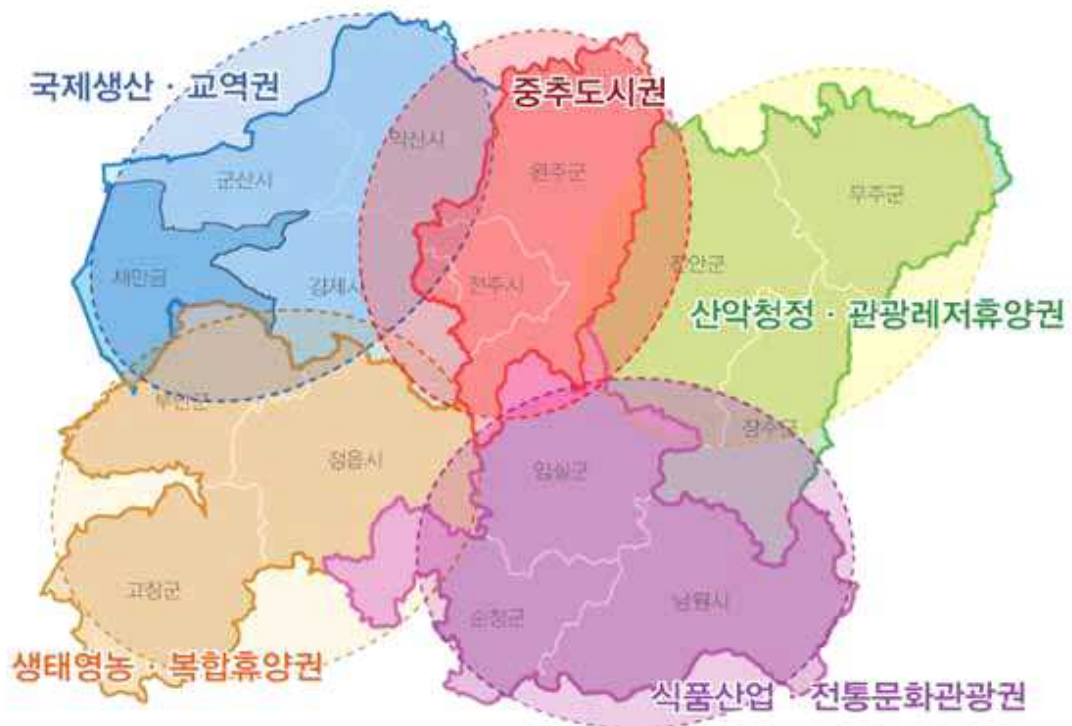 국제생산 · 교역권
중추도시권
익산시
완주군
군산시
무주군
새만금
김제시
전주시
진안군
산악청정 · 관광레저휴양권
부안군
정읍시
장수군
임실군
고창군
순창군
남원시
생태영농 · 복합휴양권
식품산업 · 전통문화관광권